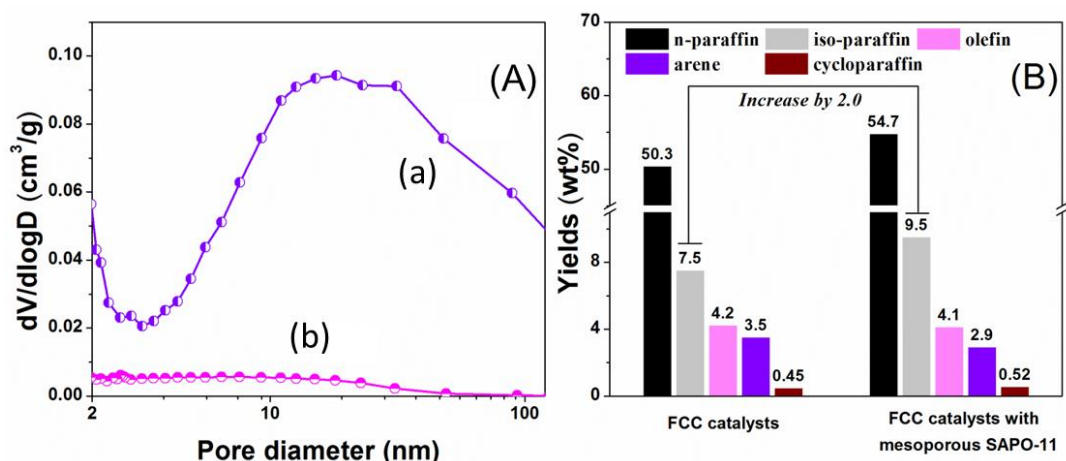 0.10
0.08
0.06
0.04
0.02
0.00
dV/dlogD (cm³/g)
2
10
100
Pore diameter (nm)
(A)
(a)
(b)
70
60
50
8
4
0
Yields (wt%)
n-paraffin iso-paraffin olefin
arene cycloparaffin
(B)
Increase by 2.0
50.3
7.5
4.2
3.5
0.45
54.7
9.5
4.1
2.9
0.52
FCC catalysts
FCC catalysts with
mesoporous SAPO-11